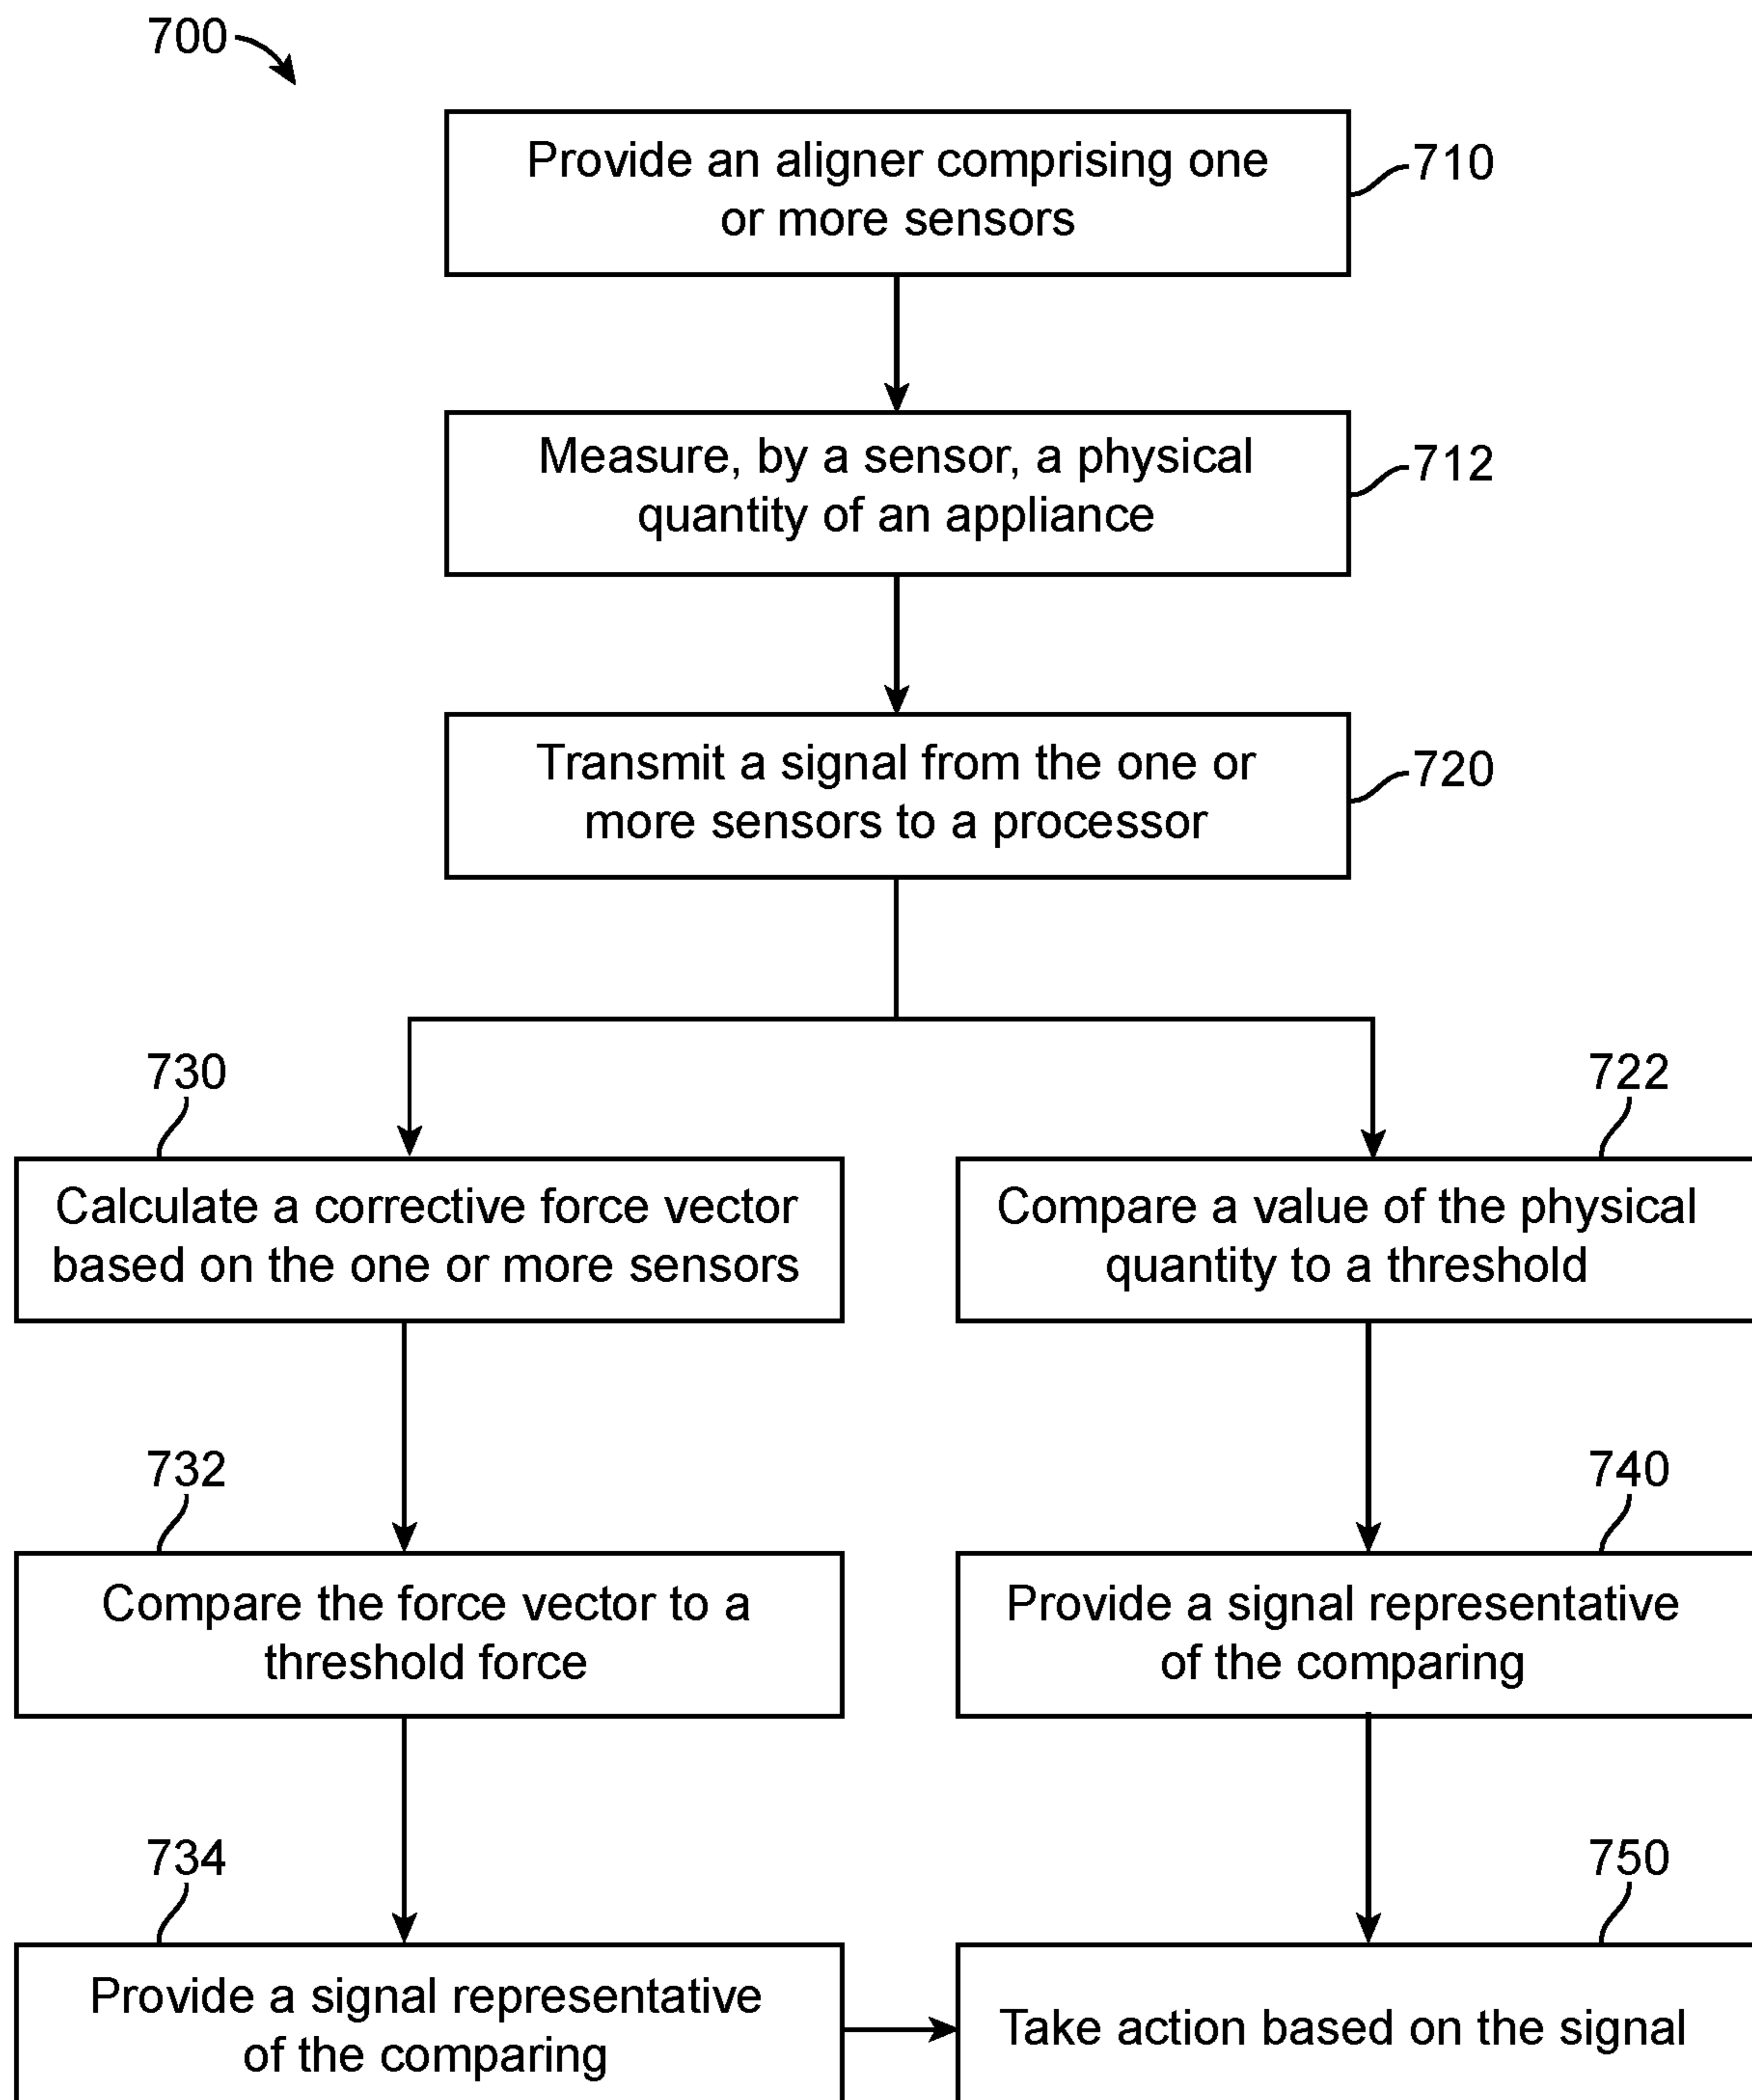 700
Provide an aligner comprising one
or more sensors
710
Measure, by a sensor, a physical
quantity of an appliance
712
Transmit a signal from the one or
more sensors to a processor
720
730
Calculate a corrective force vector
based on the one or more sensors
722
Compare a value of the physical
quantity to a threshold
732
Compare the force vector to a
threshold force
740
Provide a signal representative
of the comparing
734
Provide a signal representative
of the comparing
750
Take action based on the signal